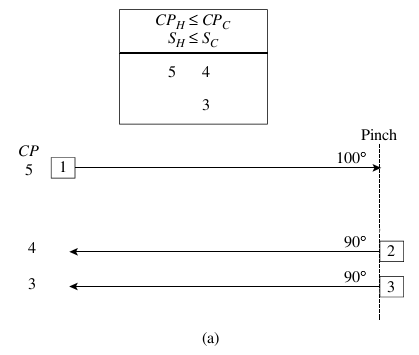 CP_H ≤ CP_C
S_H ≤ S_C
5 4
3
Pinch
CP
5 1 100°
4 90° 2
3 90° 3
(a)